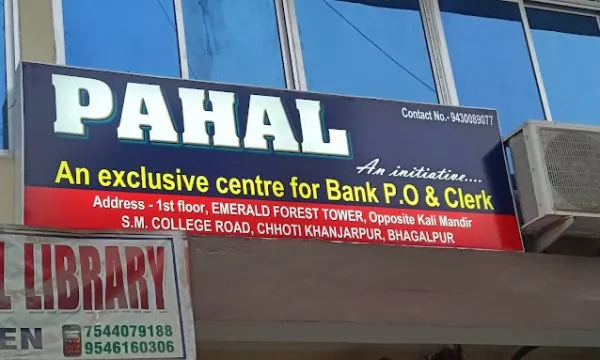 PAHAL
Contact No.- 9430089077
An initiative....
An exclusive centre for Bank P.O & Clerk
Address - 1st floor, EMERALD FOREST TOWER, Opposite Kali Mandir
S.M. COLLEGE ROAD, CHHOTI KHANJARPUR, BHAGALPUR
LIBRARY
7544079188
9546160306